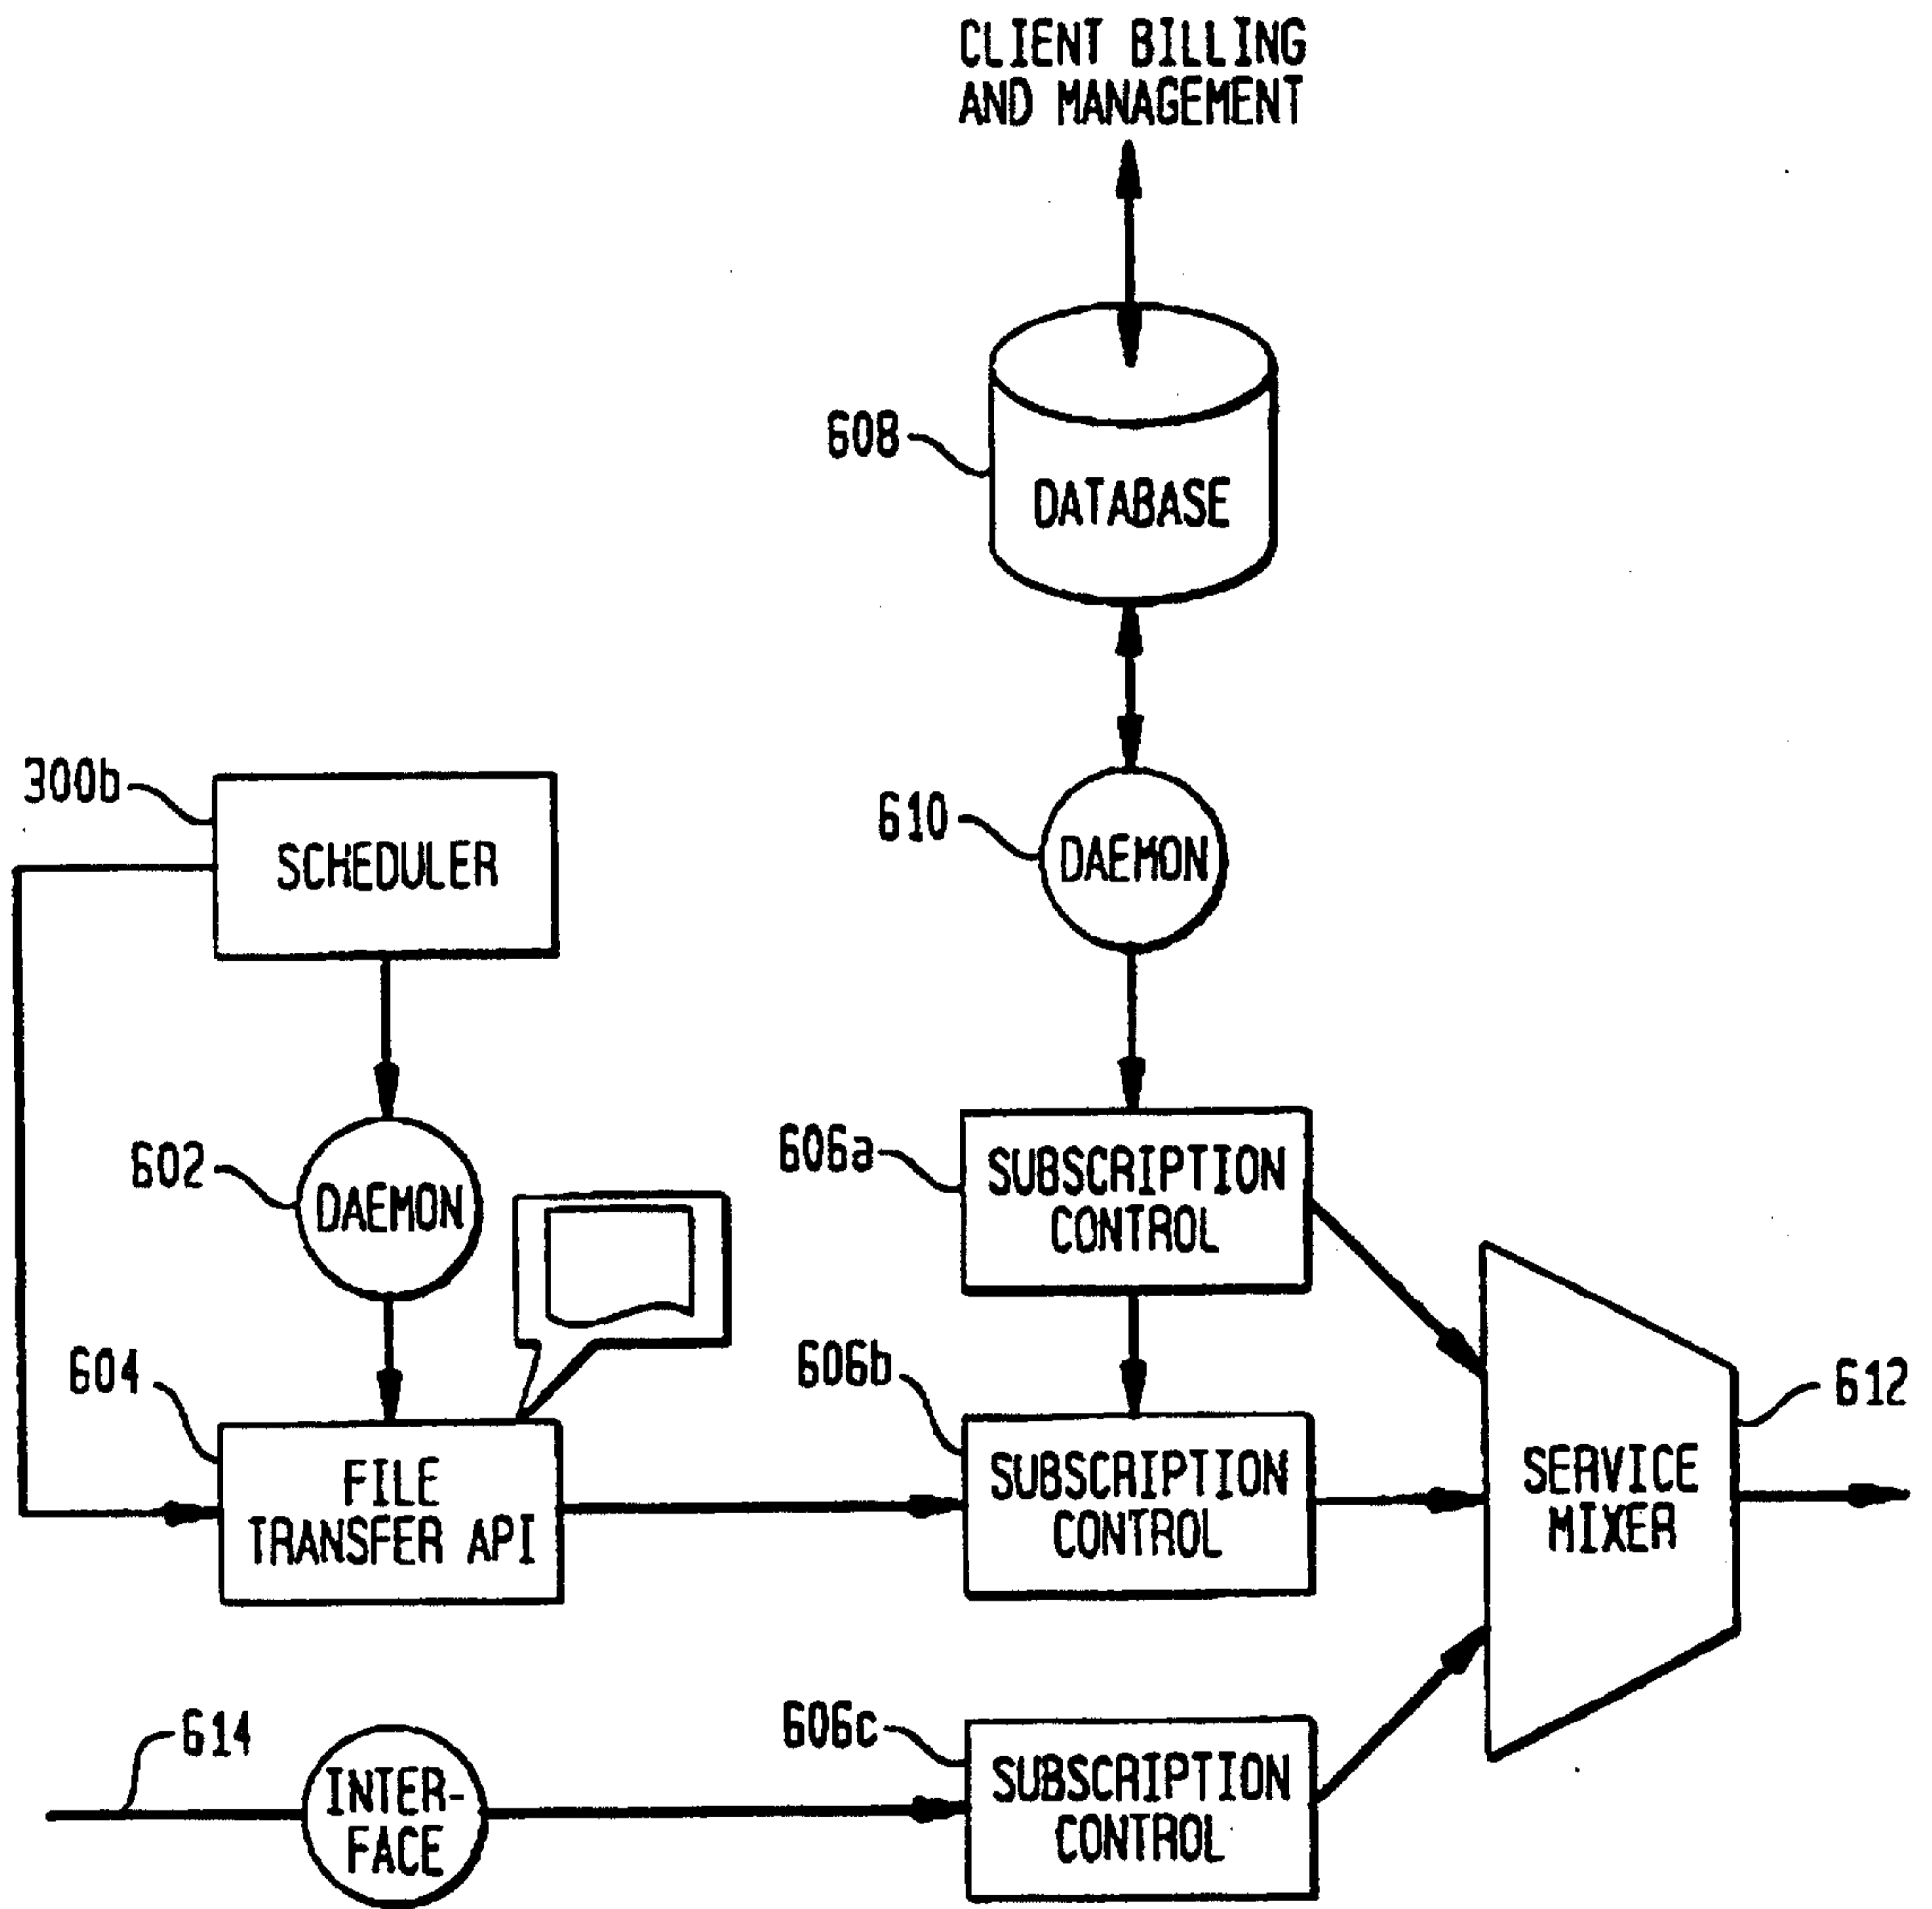 CLIENT BILLING
AND MANAGEMENT
608
DATABASE
300b
SCHEDULER
610
DAEMON
602
DAEMON
606a
SUBSCRIPTION
CONTROL
604
FILE
TRANSFER API
606b
SUBSCRIPTION
CONTROL
612
SERVICE
MIXER
614
INTER-
FACE
606c
SUBSCRIPTION
CONTROL